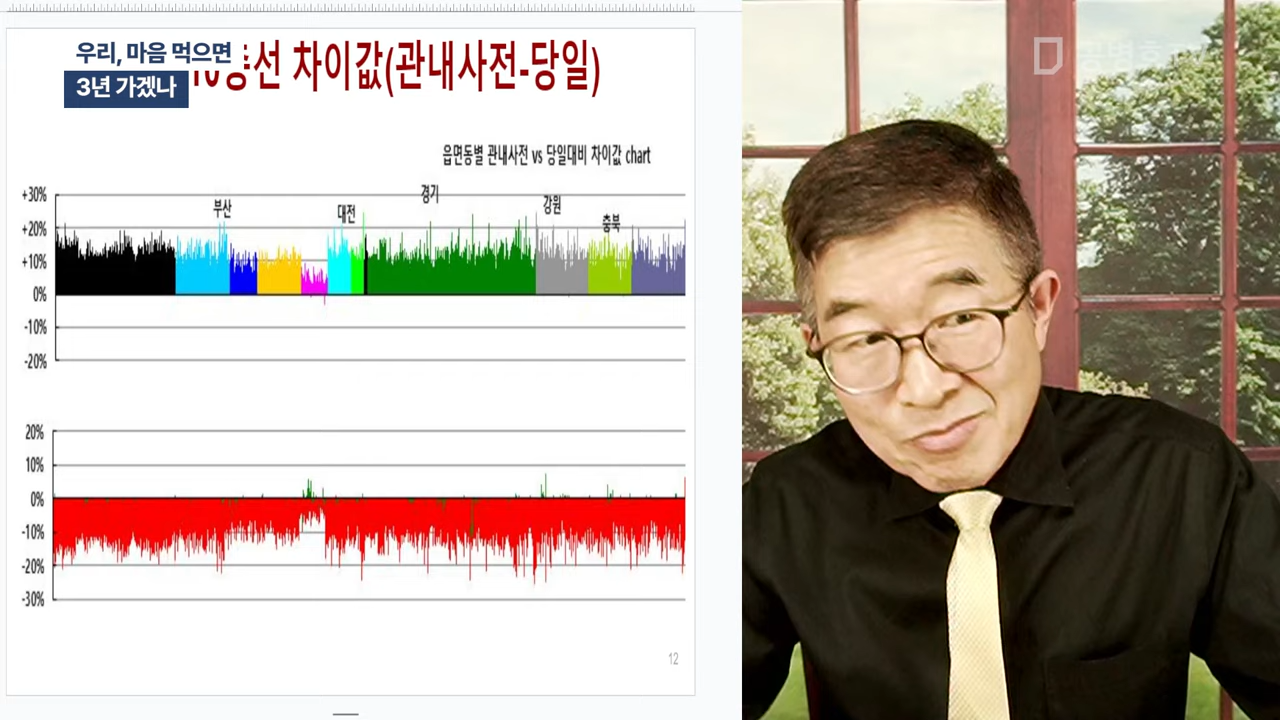 우리, 마음 먹으면
3년 가겠나
총선 차이값(관내사전-당일)
읍면동별 관내사전 vs 당일대비 차이값 chart
+30%
+20%
+10%
0%
-10%
-20%
부산
대전
경기
강원
충북
20%
10%
0%
-10%
-20%
-30%
12